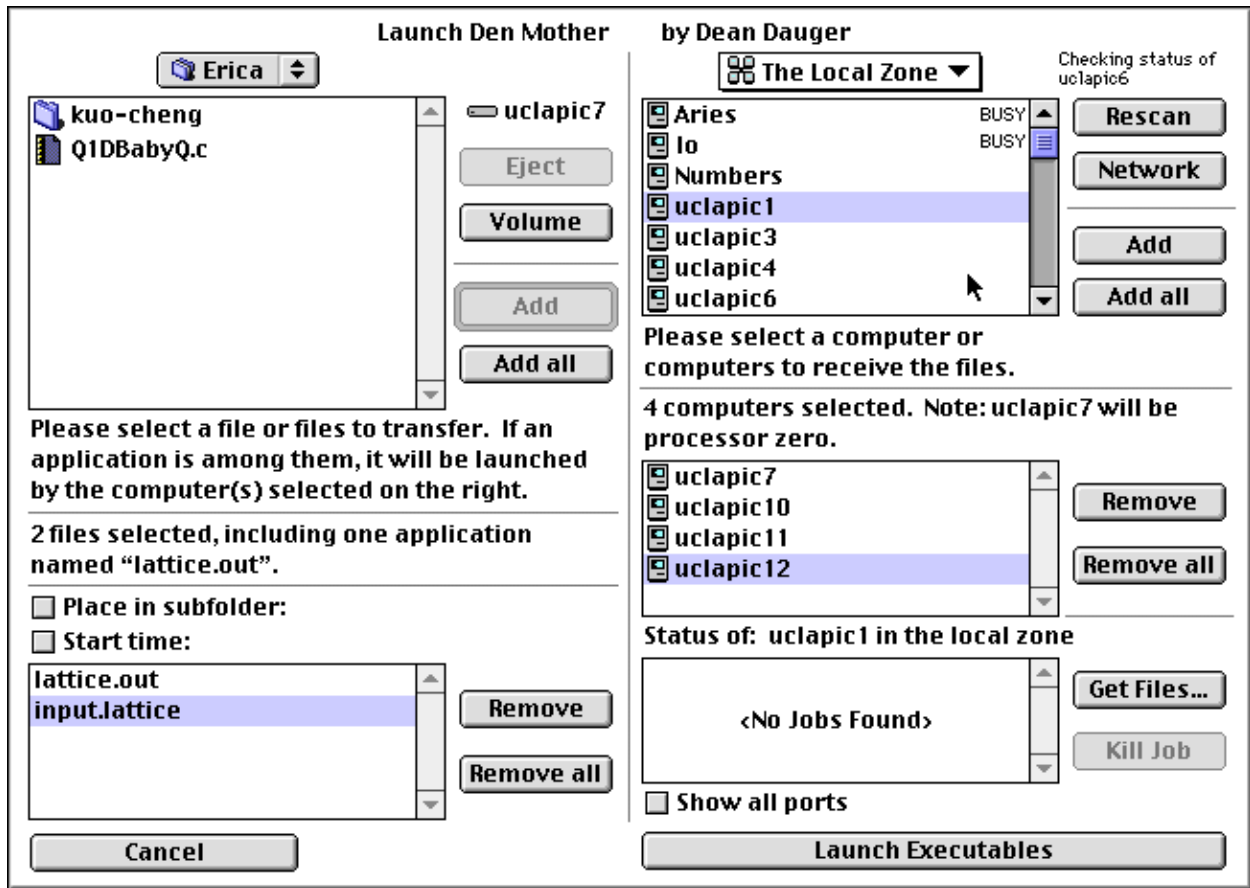 Launch Den Mother by Dean Dauger
Erica
kuo-cheng
Q1DBabyQ.c
uclapic7
Eject
Volume
Add
Add all
Please select a file or files to transfer. If an
application is among them, it will be launched
by the computer(s) selected on the right.
2 files selected, including one application
named “lattice.out”.
Place in subfolder:
Start time:
lattice.out
input.lattice
Remove
Remove all
Cancel
The Local Zone
Checking status of
uclapic6
Aries BUSY
Io BUSY
Numbers
uclapic1
uclapic3
uclapic4
uclapic6
Rescan
Network
Add
Add all
Please select a computer or
computers to receive the files.
4 computers selected. Note: uclapic7 will be
processor zero.
uclapic7
uclapic10
uclapic11
uclapic12
Remove
Remove all
Status of: uclapic1 in the local zone
<No Jobs Found>
Get Files...
Kill Job
Show all ports
Launch Executables